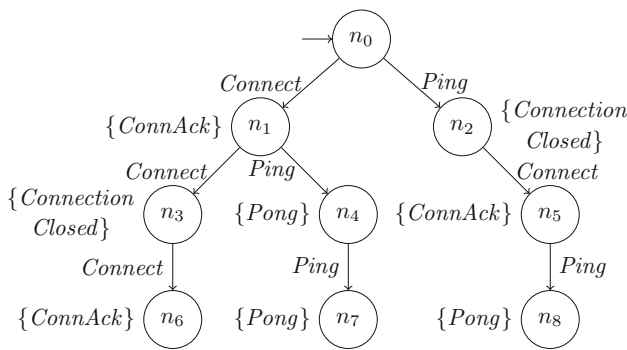 n0
Connect
Ping
{ConnAck}
n1
n2
{Connection
Closed}
Connect
Ping
Connect
{Connection
Closed}
n3
{Pong}
n4
{ConnAck}
n5
Connect
Ping
Ping
{ConnAck}
n6
{Pong}
n7
{Pong}
n8